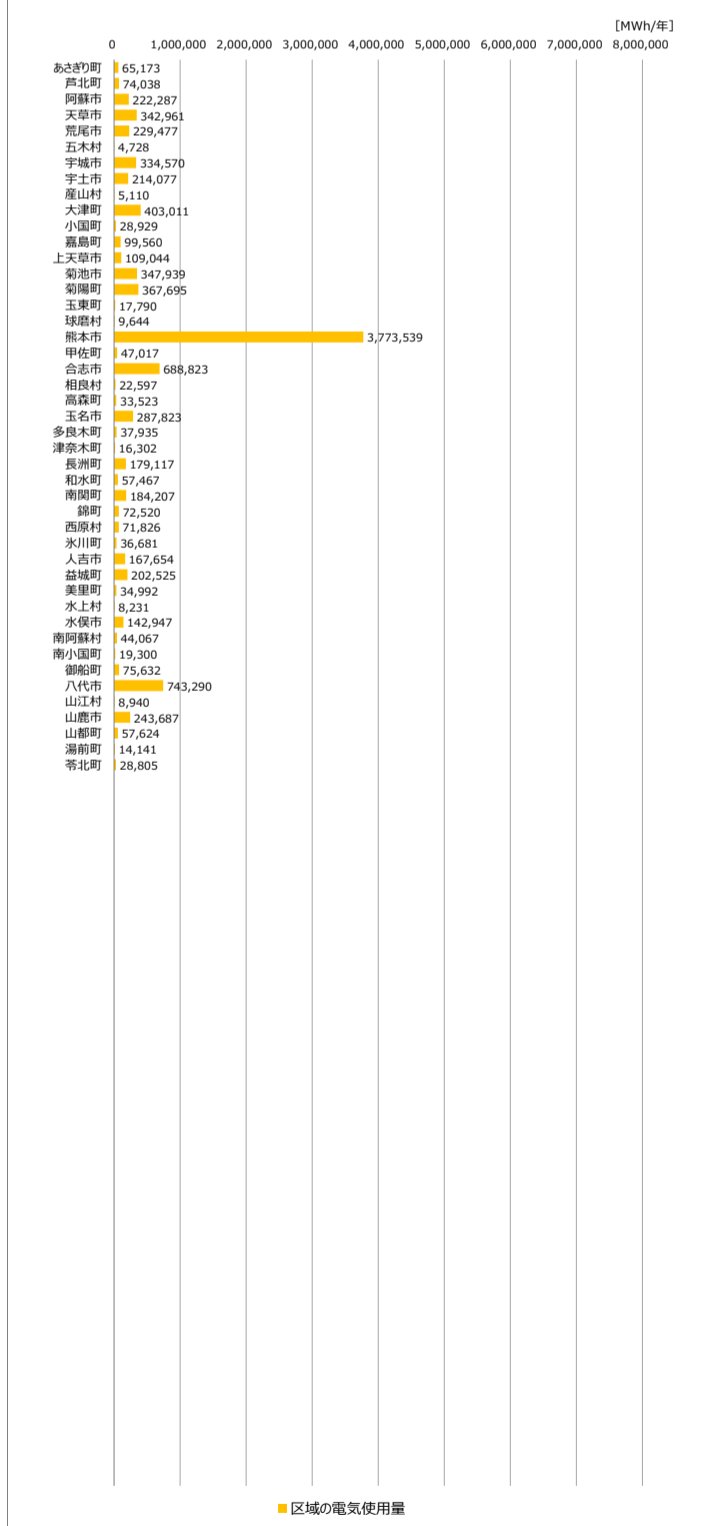 [MWh/年]
0 1,000,000 2,000,000 3,000,000 4,000,000 5,000,000 6,000,000 7,000,000 8,000,000
あさぎり町 65,173
芦北町 74,038
阿蘇市 222,287
天草市 342,961
荒尾市 229,477
五木村 4,728
宇城市 334,570
宇土市 214,077
産山村 5,110
大津町 403,011
小国町 28,929
嘉島町 99,560
上天草市 109,044
菊池市 347,939
菊陽町 367,695
玉東町 17,790
球磨村 9,644
熊本市 3,773,539
甲佐町 47,017
合志市 688,823
相良村 22,597
高森町 33,523
玉名市 287,823
多良木町 37,935
津奈木町 16,302
長洲町 179,117
和水町 57,467
南関町 184,207
錦町 72,520
西原村 71,826
氷川町 36,681
人吉市 167,654
益城町 202,525
美里町 34,992
水上村 8,231
水俣市 142,947
南阿蘇村 44,067
南小国町 19,300
御船町 75,632
八代市 743,290
山江村 8,940
山鹿市 243,687
山都町 57,624
湯前町 14,141
苓北町 28,805
区域の電気使用量